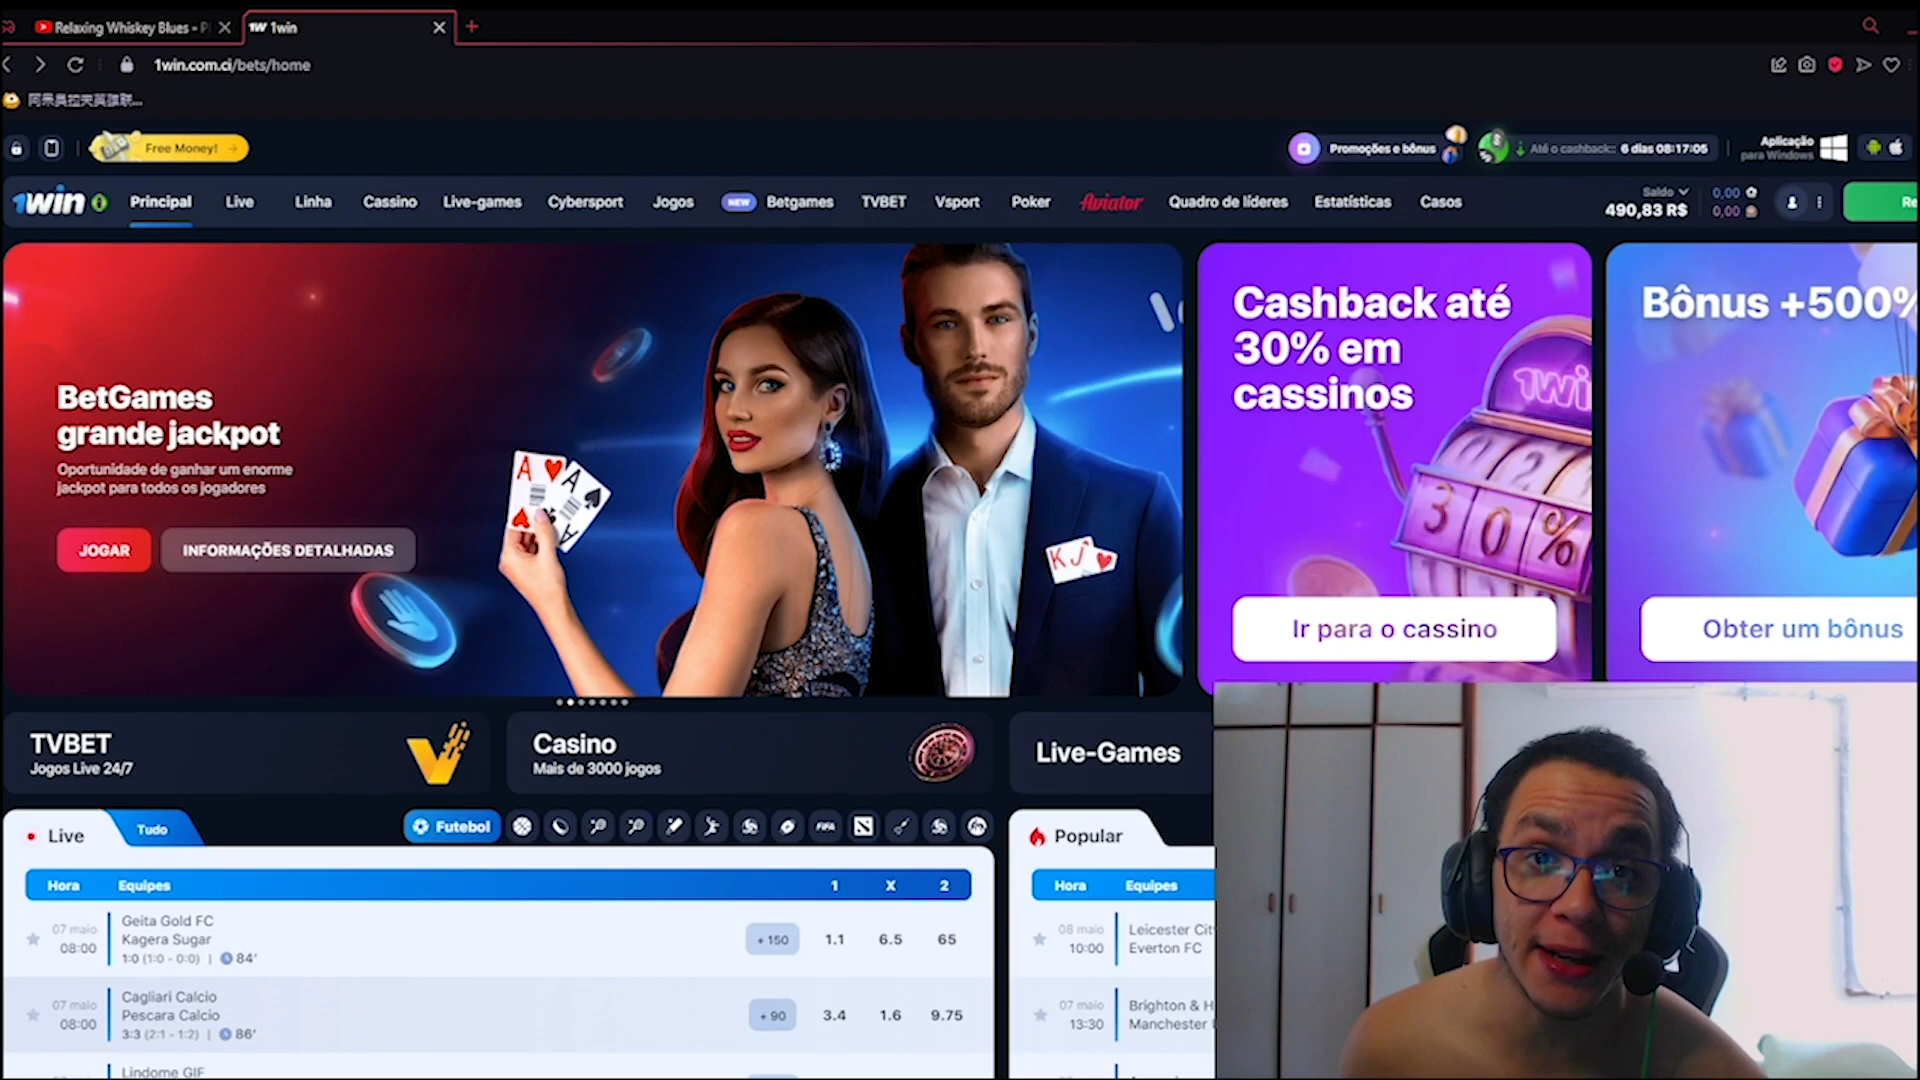 Relaxing Whiskey Blues - P
1win
1win.com.ci/bets/home
Free Money!
Promoções e bônus
Até o cashback:: 6 dias 08:17:05
Aplicação
para Windows
1win
Principal
Live
Linha
Cassino
Live-games
Cybersport
Jogos
NEW
Betgames
TVBET
Vsport
Poker
Aviator
Quadro de líderes
Estatísticas
Casos
Saldo
490,83 R$
0,00
0,00
Re
BetGames
grande jackpot
Oportunidade de ganhar um enorme
jackpot para todos os jogadores
JOGAR
INFORMAÇÕES DETALHADAS
A
A
A
K J
Cashback até
30% em
cassinos
1wi
30%
Ir para o cassino
Bônus +500%
Obter um bônus
TVBET
Jogos Live 24/7
Casino
Mais de 3000 jogos
Live-Games
Live
Tudo
Futebol
FIFA
Hora Equipes 1 X 2
07 maio
08:00
Geita Gold FC
Kagera Sugar
1:0 (1:0 - 0:0) | 84'
+ 150 1.1 6.5 65
07 maio
08:00
Cagliari Calcio
Pescara Calcio
3:3 (2:1 - 1:2) | 86'
+ 90 3.4 1.6 9.75
Lindome GIF
Popular
Hora Equipes
08 maio
10:00
Leicester Cit
Everton FC
07 maio
13:30
Brighton & H
Manchester